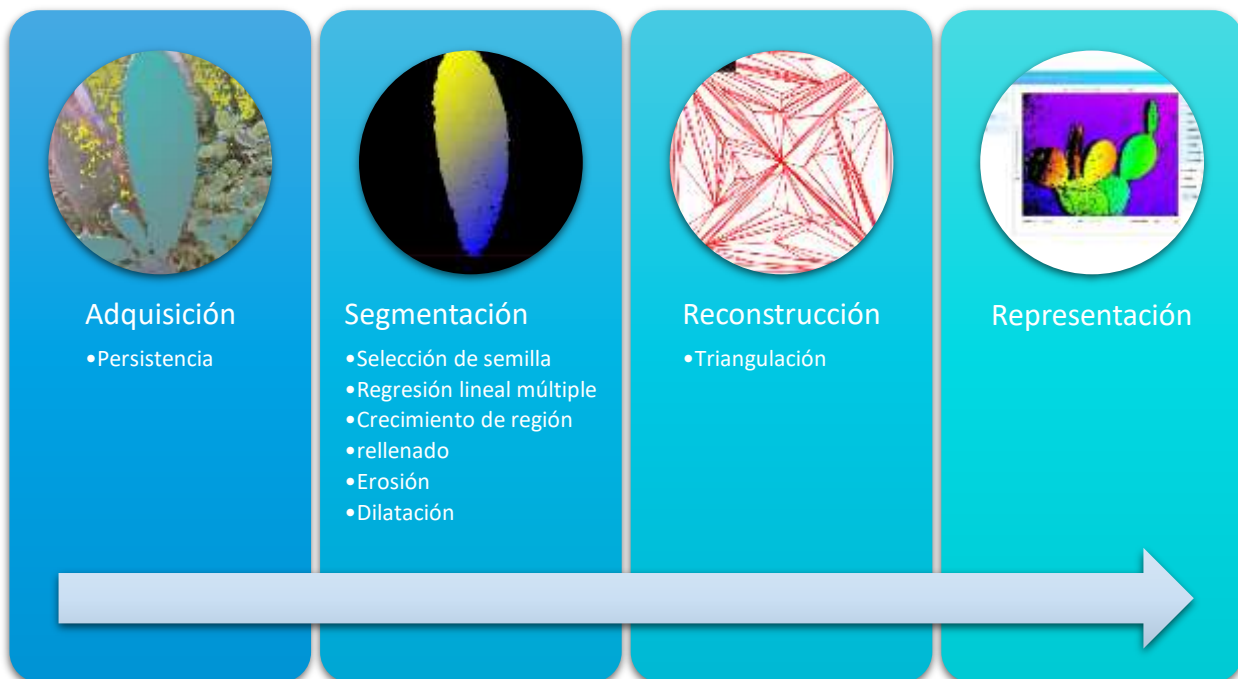 Adquisición
•Persistencia
Segmentación
•Selección de semilla
•Regresión lineal múltiple
•Crecimiento de región
•rellenado
•Erosión
•Dilatación
Reconstrucción
•Triangulación
Representación